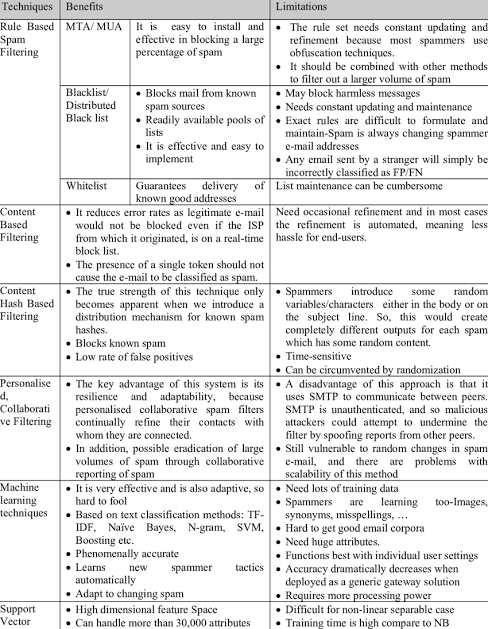 Techniques Benefits Limitations
Rule Based Spam Filtering
MTA/ MUA
It is easy to install and effective in blocking a large percentage of spam
• The rule set needs constant updating and refinement because most spammers use obfuscation techniques.
• It should be combined with other methods to filter out a larger volume of spam
Blacklist/ Distributed Black list
• Blocks mail from known spam sources
• Readily available pools of lists
• It is effective and easy to implement
• May block harmless messages
• Needs constant updating and maintenance
• Exact rules are difficult to formulate and maintain-Spam is always changing spammer e-mail addresses
• Any email sent by a stranger will simply be incorrectly classified as FP/FN
Whitelist
Guarantees delivery of known good addresses
List maintenance can be cumbersome
Content Based Filtering
• It reduces error rates as legitimate e-mail would not be blocked even if the ISP from which it originated, is on a real-time block list.
• The presence of a single token should not cause the e-mail to be classified as spam.
Need occasional refinement and in most cases the refinement is automated, meaning less hassle for end-users.
Content Hash Based Filtering
• The true strength of this technique only becomes apparent when we introduce a distribution mechanism for known spam hashes.
• Blocks known spam
• Low rate of false positives
• Spammers introduce some random variables/characters either in the body or on the subject line. So, this would create completely different outputs for each spam which has some random content.
• Time-sensitive
• Can be circumvented by randomization
Personalise d, Collaborati ve Filtering
• The key advantage of this system is its resilience and adaptability, because personalised collaborative spam filters continually refine their contacts with whom they are connected.
• In addition, possible eradication of large volumes of spam through collaborative reporting of spam
• A disadvantage of this approach is that it uses SMTP to communicate between peers. SMTP is unauthenticated, and so malicious attackers could attempt to undermine the filter by spoofing reports from other peers.
• Still vulnerable to random changes in spam e-mail, and there are problems with scalability of this method
Machine learning techniques
• It is very effective and is also adaptive, so hard to fool
• Based on text classification methods: TF-IDF, Naïve Bayes, N-gram, SVM, Boosting etc.
• Phenomenally accurate
• Learns new spammer tactics automatically
• Adapt to changing spam
• Need lots of training data
• Spammers are learning too-Images, synonyms, misspellings, …
• Hard to get good email corpora
• Need huge attributes.
• Functions best with individual user settings
• Accuracy dramatically decreases when deployed as a generic gateway solution
• Requires more processing power
Support Vector
• High dimensional feature Space
• Can handle more than 30,000 attributes
• Difficult for non-linear separable case
• Training time is high compare to NB